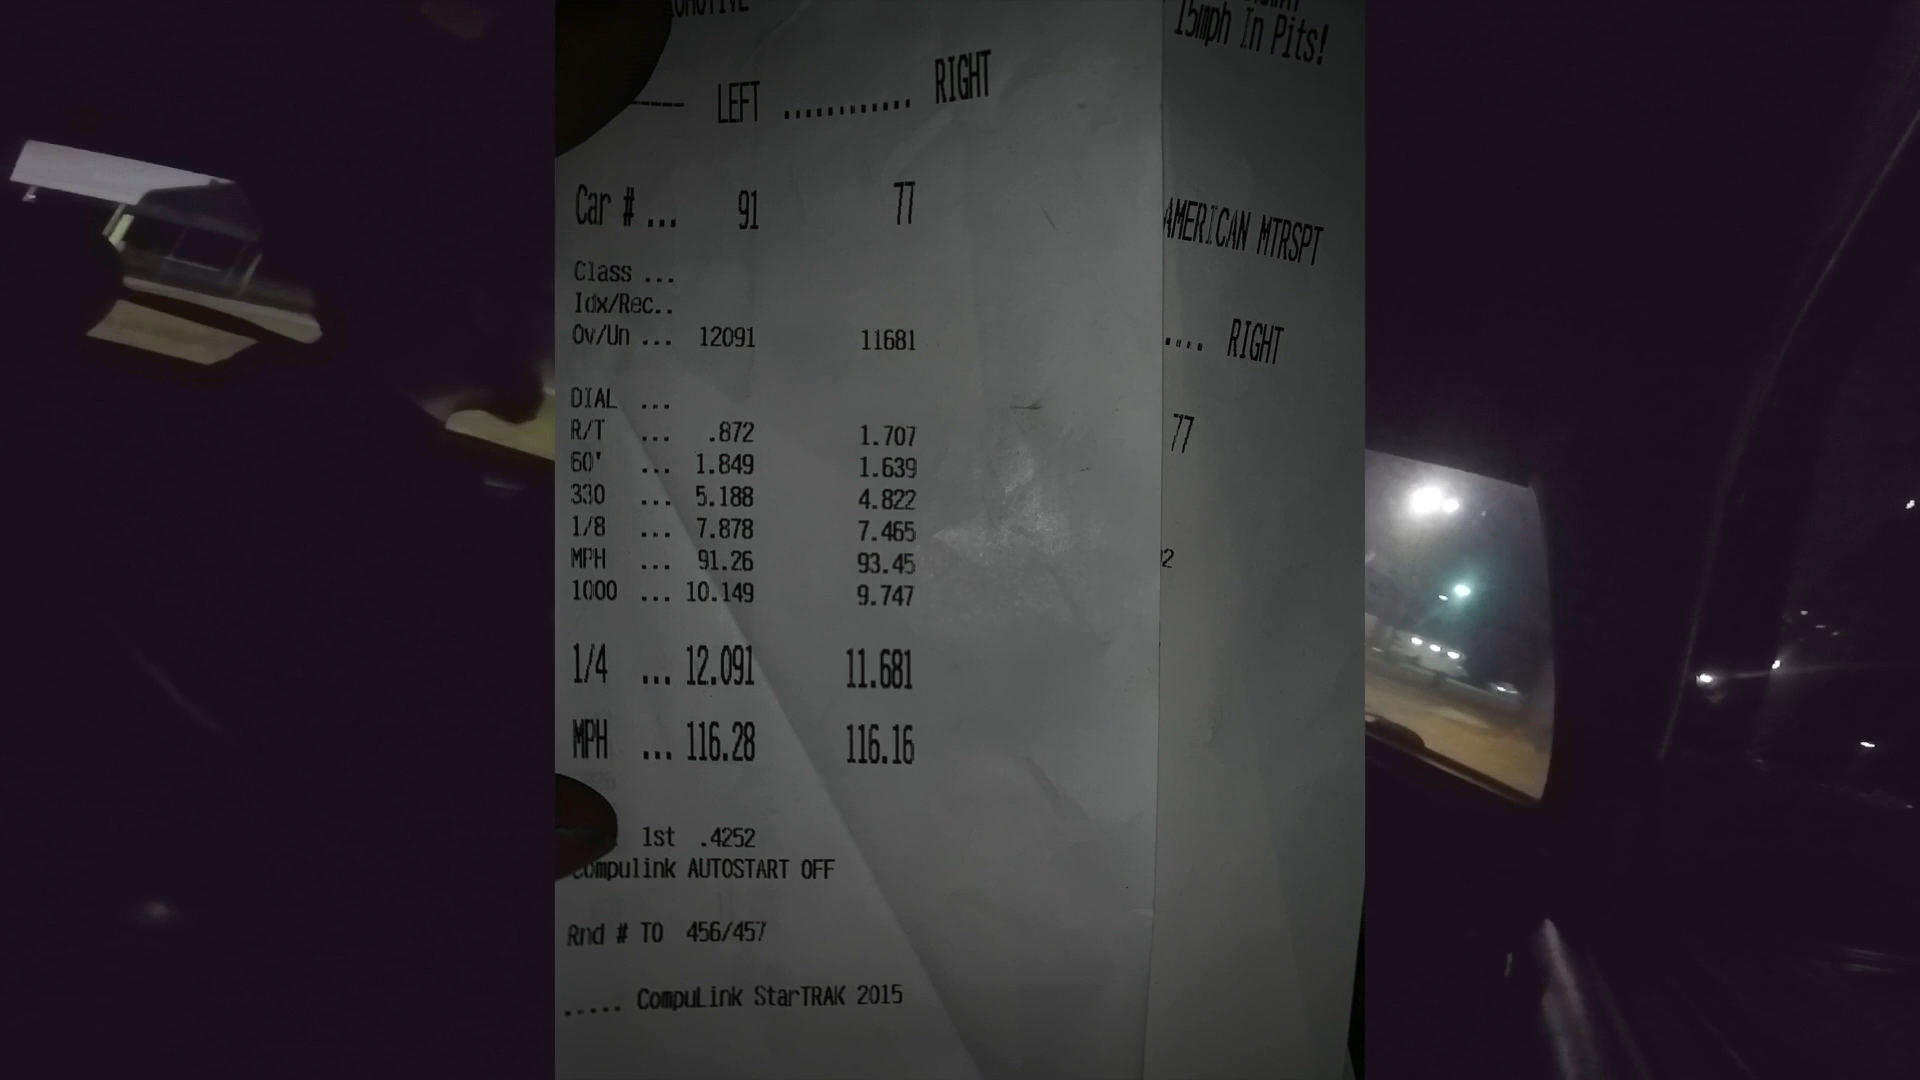 15mph In Pits!
LEFT ............ RIGHT
Car # ... 91 77
Class ...
Idx/Rec..
Ov/Un ... 12091 11681
DIAL ...
R/T ... .872 1.707
60' ... 1.849 1.639
330 ... 5.188 4.822
1/8 ... 7.878 7.465
MPH ... 91.26 93.45
1000 ... 10.149 9.747
1/4 ... 12.091 11.681
MPH ... 116.28 116.16
1st .4252
Compulink AUTOSTART OFF
Rnd # TO 456/457
..... CompuLink StarTRAK 2015
AMERICAN MTRSPT
.... RIGHT
77